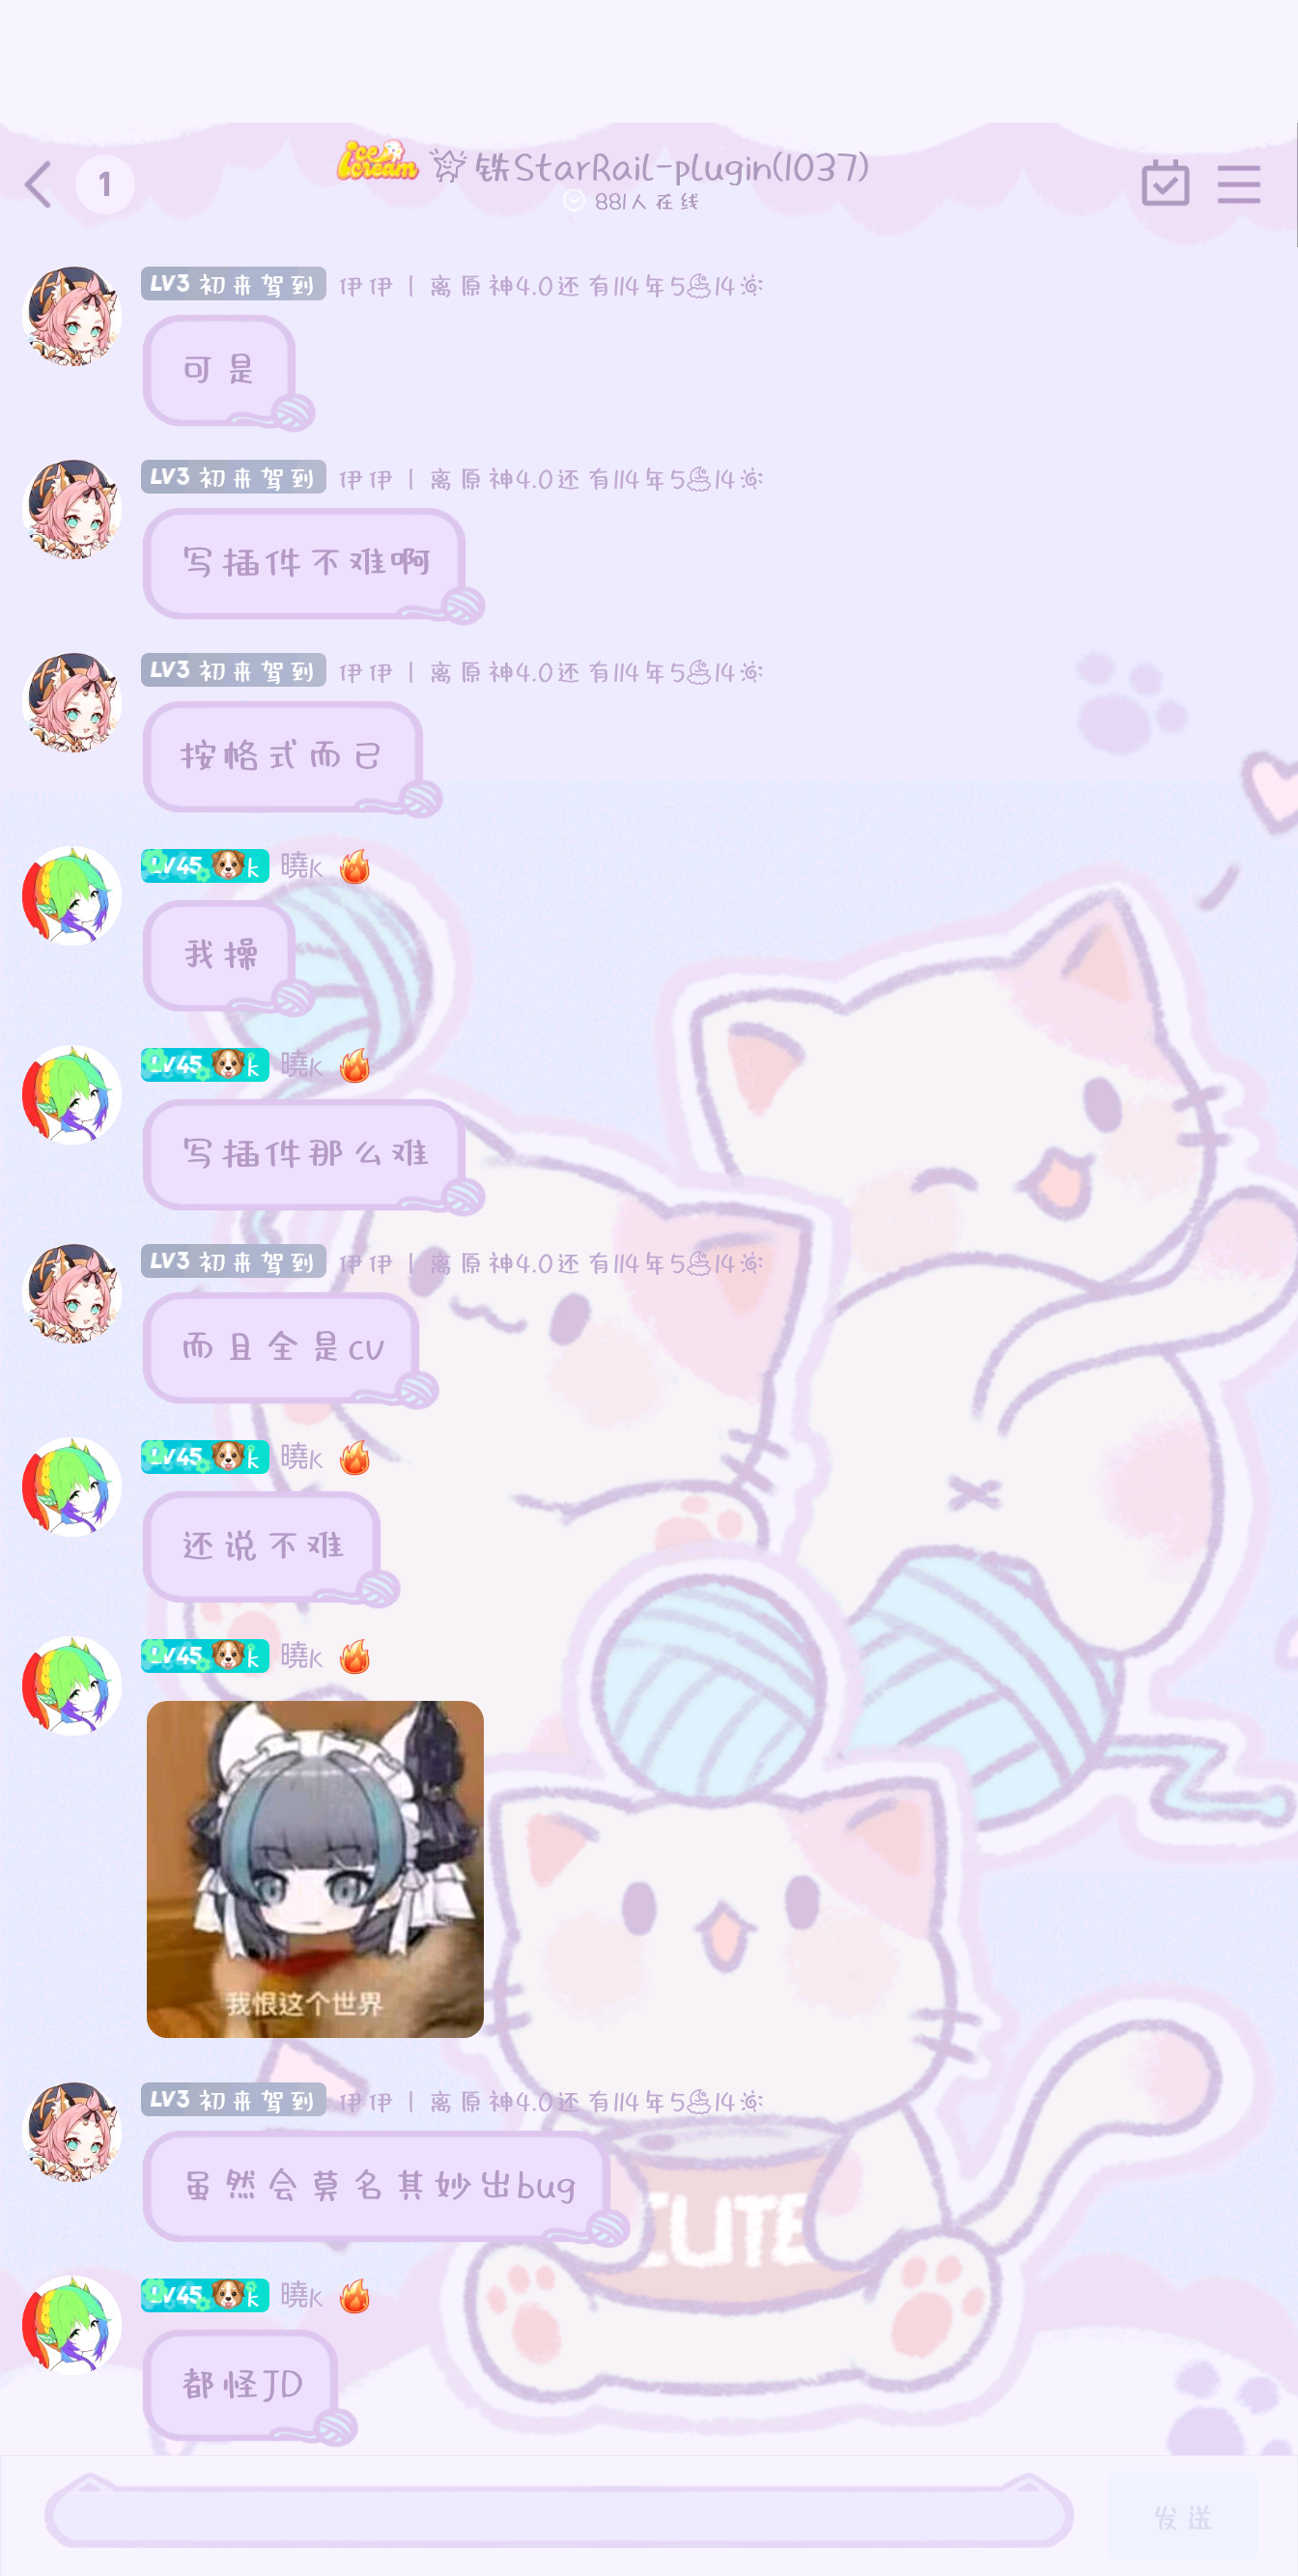 ice cream 铁StarRail-plugin(1037)
1
881人在线
LV3 初来驾到 伊伊 | 离原神4.0还有114年5🌊14🔆
可是
LV3 初来驾到 伊伊 | 离原神4.0还有114年5🌊14🔆
写插件不难啊
LV3 初来驾到 伊伊 | 离原神4.0还有114年5🌊14🔆
按格式而已
LV45 🐶k 曉K 🔥
我操
LV45 🐶k 曉K 🔥
写插件那么难
LV3 初来驾到 伊伊 | 离原神4.0还有114年5🌊14🔆
而且全是cv
LV45 🐶k 曉K 🔥
还说不难
LV45 🐶k 曉K 🔥
我恨这个世界
LV3 初来驾到 伊伊 | 离原神4.0还有114年5🌊14🔆
虽然会莫名其妙出bug
CUTE
LV45 🐶k 曉K 🔥
都怪JD
发送